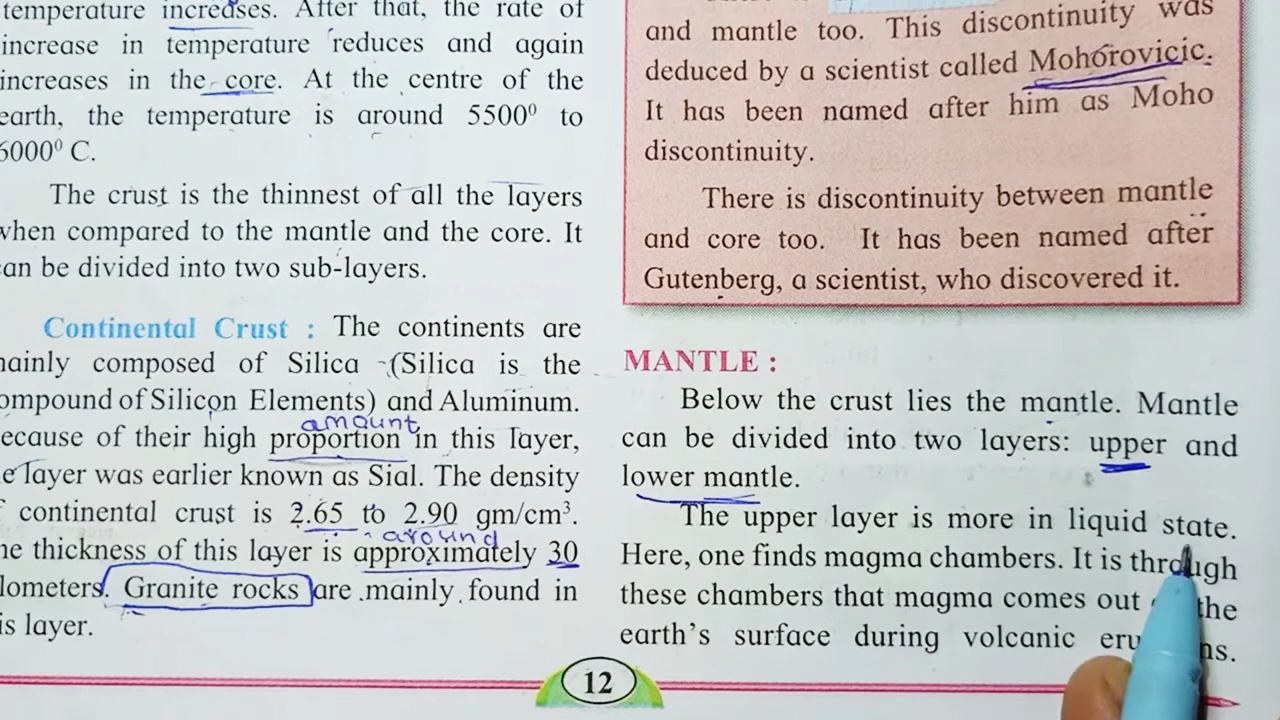 temperature increases. After that, the rate of
increase in temperature reduces and again
increases in the core. At the centre of the
earth, the temperature is around 5500⁰ to
6000⁰ C.
The crust is the thinnest of all the layers
when compared to the mantle and the core. It
can be divided into two sub-layers.
Continental Crust : The continents are
mainly composed of Silica (Silica is the
compound of Silicon Elements) and Aluminum.
amount
Because of their high proportion in this layer,
the layer was earlier known as Sial. The density
of continental crust is 2.65 to 2.90 gm/cm³.
around
The thickness of this layer is approximately 30
kilometers. Granite rocks are mainly found in
this layer.
12
and mantle too. This discontinuity was
deduced by a scientist called Mohorovicic.
It has been named after him as Moho
discontinuity.
There is discontinuity between mantle
and core too. It has been named after
Gutenberg, a scientist, who discovered it.
MANTLE :
Below the crust lies the mantle. Mantle
can be divided into two layers: upper and
lower mantle.
The upper layer is more in liquid state.
Here, one finds magma chambers. It is through
these chambers that magma comes out the
earth's surface during volcanic